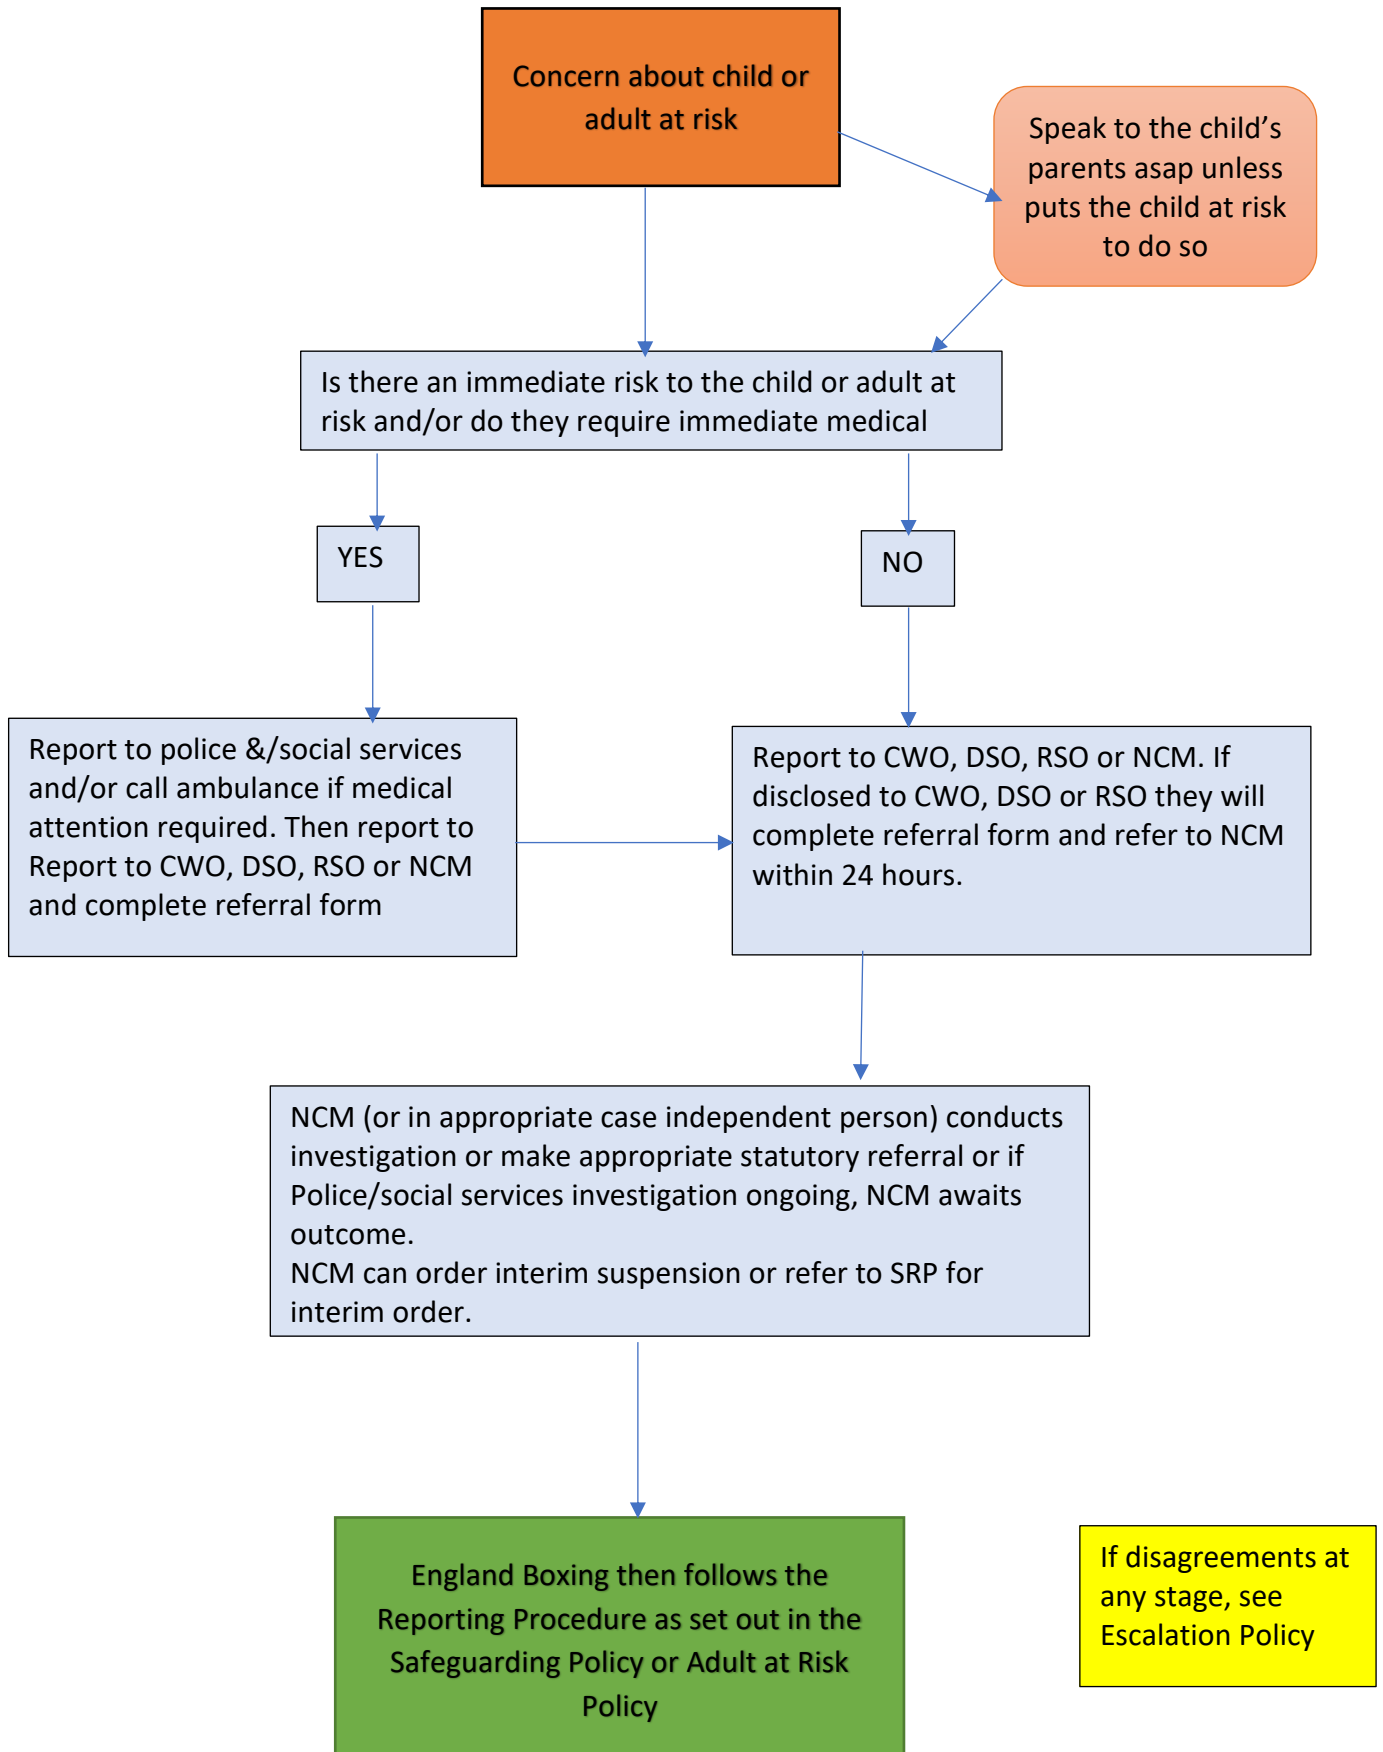 Concern about child or
adult at risk
Speak to the child’s
parents asap unless
puts the child at risk
to do so
Is there an immediate risk to the child or adult at
risk and/or do they require immediate medical
YES
NO
Report to police &/social services
and/or call ambulance if medical
attention required. Then report to
Report to CWO, DSO, RSO or NCM
and complete referral form
Report to CWO, DSO, RSO or NCM. If
disclosed to CWO, DSO or RSO they will
complete referral form and refer to NCM
within 24 hours.
NCM (or in appropriate case independent person) conducts
investigation or make appropriate statutory referral or if
Police/social services investigation ongoing, NCM awaits
outcome.
NCM can order interim suspension or refer to SRP for
interim order.
England Boxing then follows the
Reporting Procedure as set out in the
Safeguarding Policy or Adult at Risk
Policy
If disagreements at
any stage, see
Escalation Policy